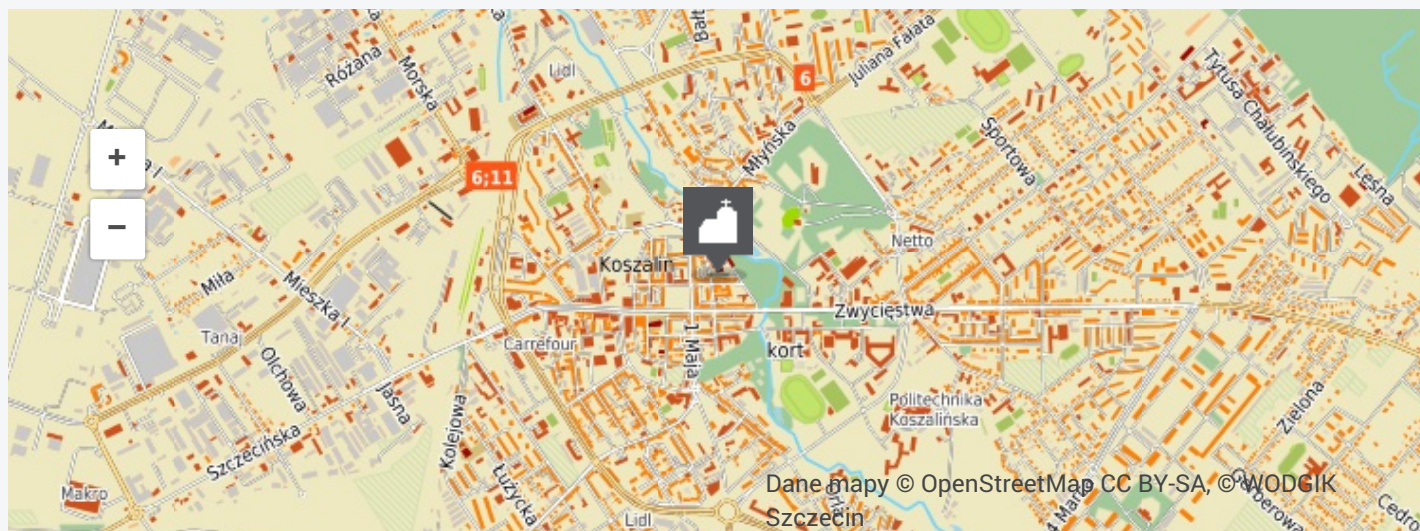 Lidl
6
Juliana Fałata
Różana
Morska
Tytusa Chałubińskiego
Sportowa
Młyńska
+
6;11
Leśna
−
Netto
Koszalin
Miła
Mieszka I
Zwycięstwa
Tanaj
Carrefour
1 Maja
kort
Olchowa
Jasna
Politechnika
Koszalińska
Kolejowa
Zielona
Szczecińska
Łużycka
Makro
Lidl
4 Marca
Dane mapy © OpenStreetMap CC BY-SA, © WODGIK
Szczecin